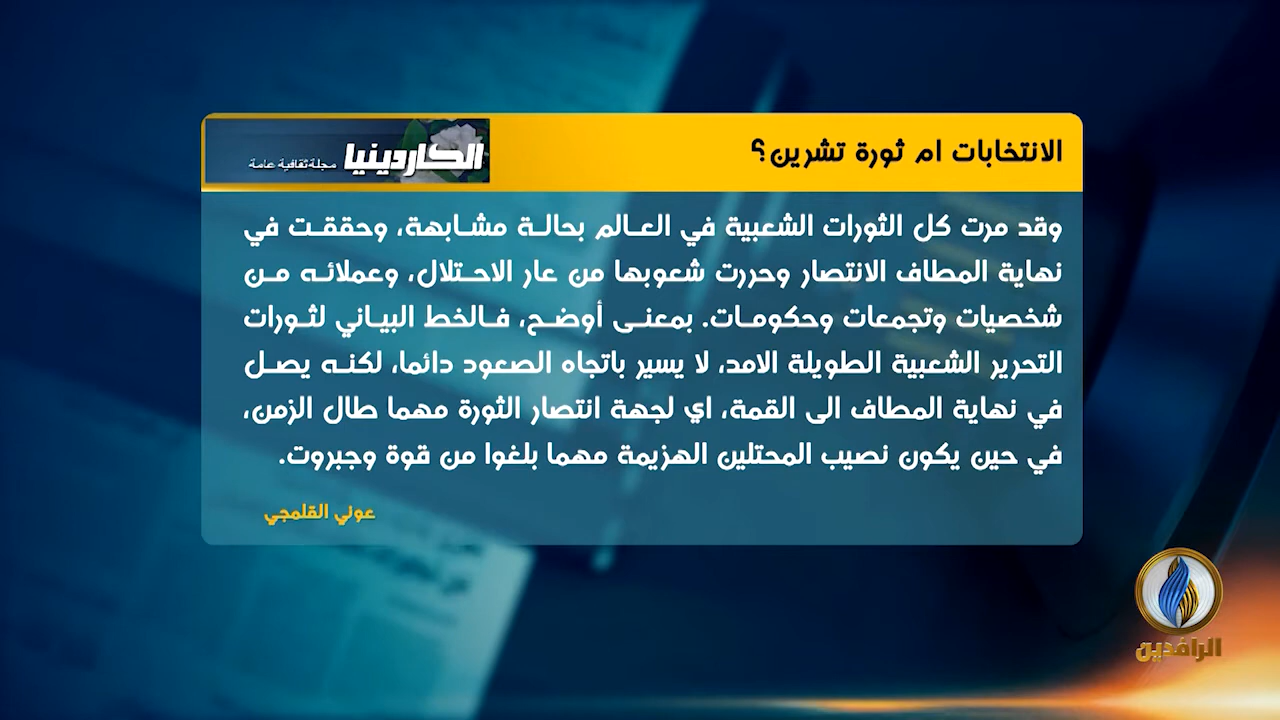 الانتخابات ام ثورة تشرين؟
الكاردينيا
مجلة ثقافية عامة
وقد مرت كل الثورات الشعبية في العالم بحالة مشابهة، وحققت في
نهاية المطاف الانتصار وحررت شعوبها من عار الاحتلال، وعملائه من
شخصيات وتجمعات وحكومات. بمعنى أوضح، فالخط البياني لثورات
التحرير الشعبية الطويلة الامد، لا يسير باتجاه الصعود دائما، لكنه يصل
في نهاية المطاف الى القمة، اي لجهة انتصار الثورة مهما طال الزمن،
في حين يكون نصيب المحتلين الهزيمة مهما بلغوا من قوة وجبروت.
عوني القلمجي
الرافدين